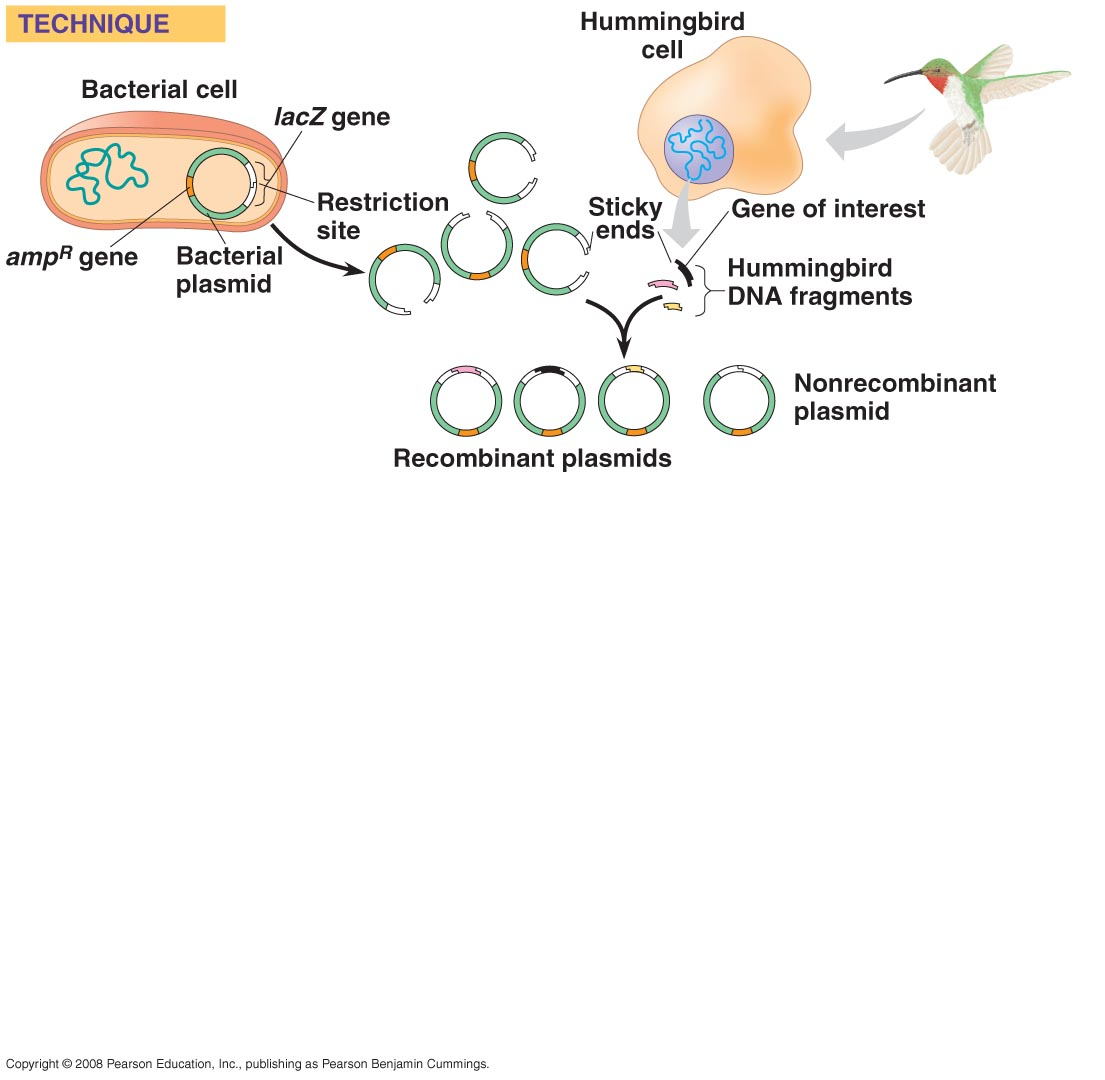 TECHNIQUE
Hummingbird
cell
Bacterial cell
lacZ gene
Restriction
site
Sticky
ends
Gene of interest
ampR gene
Bacterial
plasmid
Hummingbird
DNA fragments
Nonrecombinant
plasmid
Recombinant plasmids
Copyright © 2008 Pearson Education, Inc., publishing as Pearson Benjamin Cummings.